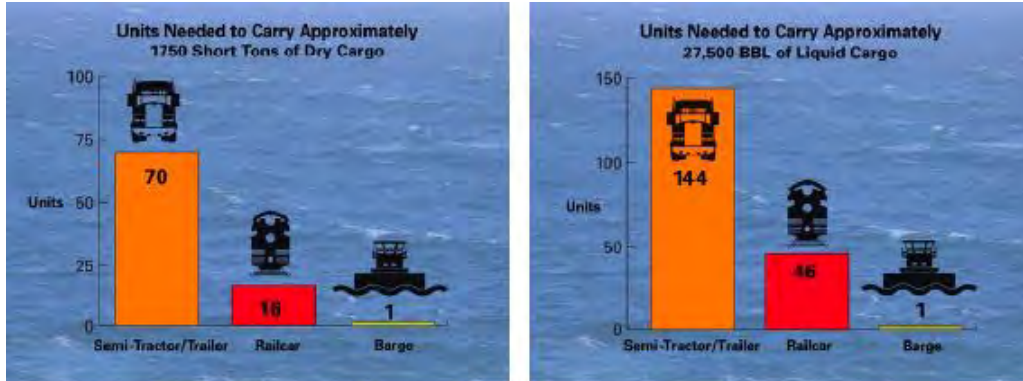 Units Needed to Carry Approximately
1750 Short Tons of Dry Cargo
100
75
50
25
0
Units
70
16
1
Semi-Tractor/Trailer Railcar Barge
Units Needed to Carry Approximately
27,500 BBL of Liquid Cargo
150
100
50
0
Units
144
46
1
Semi-Tractor/Trailer Railcar Barge